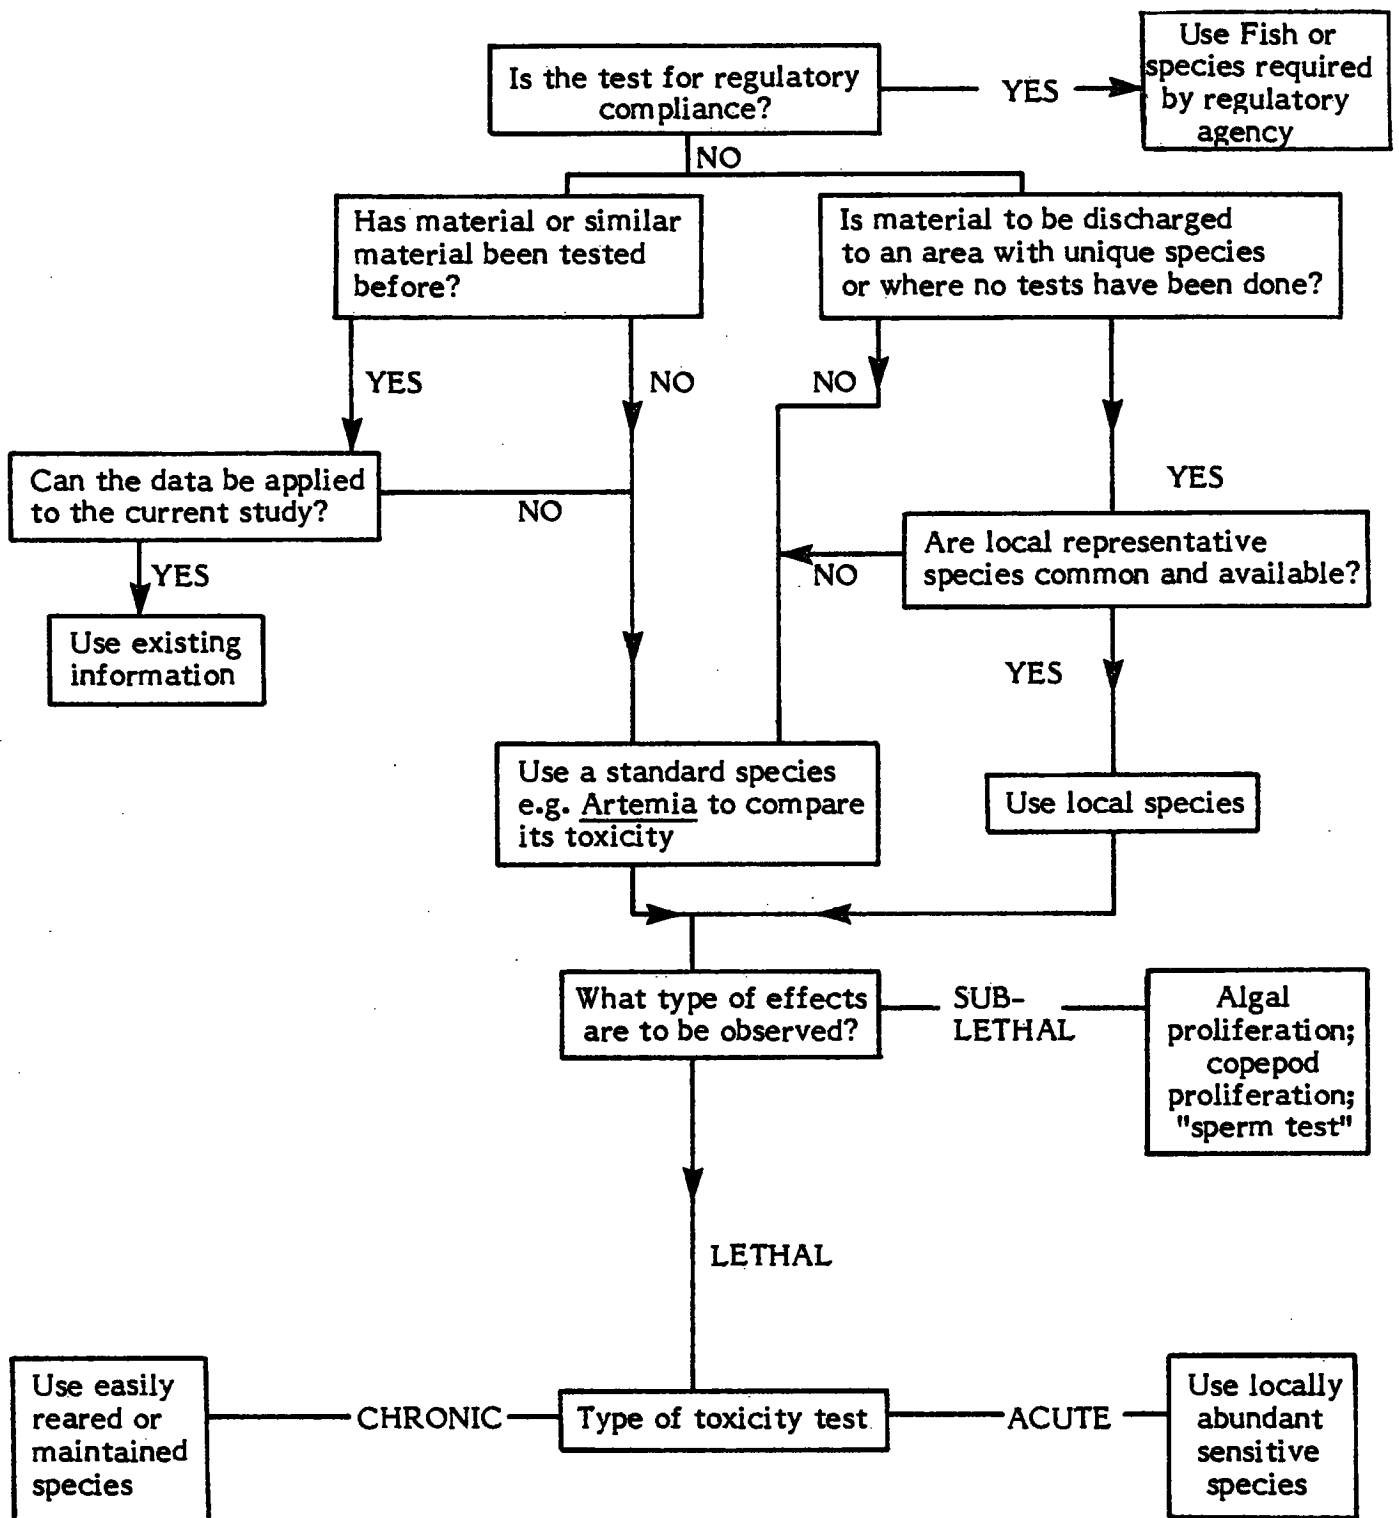 Is the test for regulatory
compliance?
YES
Use Fish or
species required
by regulatory
agency
NO
Has material or similar
material been tested
before?
Is material to be discharged
to an area with unique species
or where no tests have been done?
YES
NO
NO
YES
Can the data be applied
to the current study?
NO
Are local representative
species common and available?
NO
YES
Use existing
information
YES
Use a standard species
e.g. Artemia to compare
its toxicity
Use local species
What type of effects
are to be observed?
SUB-
LETHAL
Algal
proliferation;
copepod
proliferation;
"sperm test"
LETHAL
Use easily
reared or
maintained
species
CHRONIC
Type of toxicity test
ACUTE
Use locally
abundant
sensitive
species